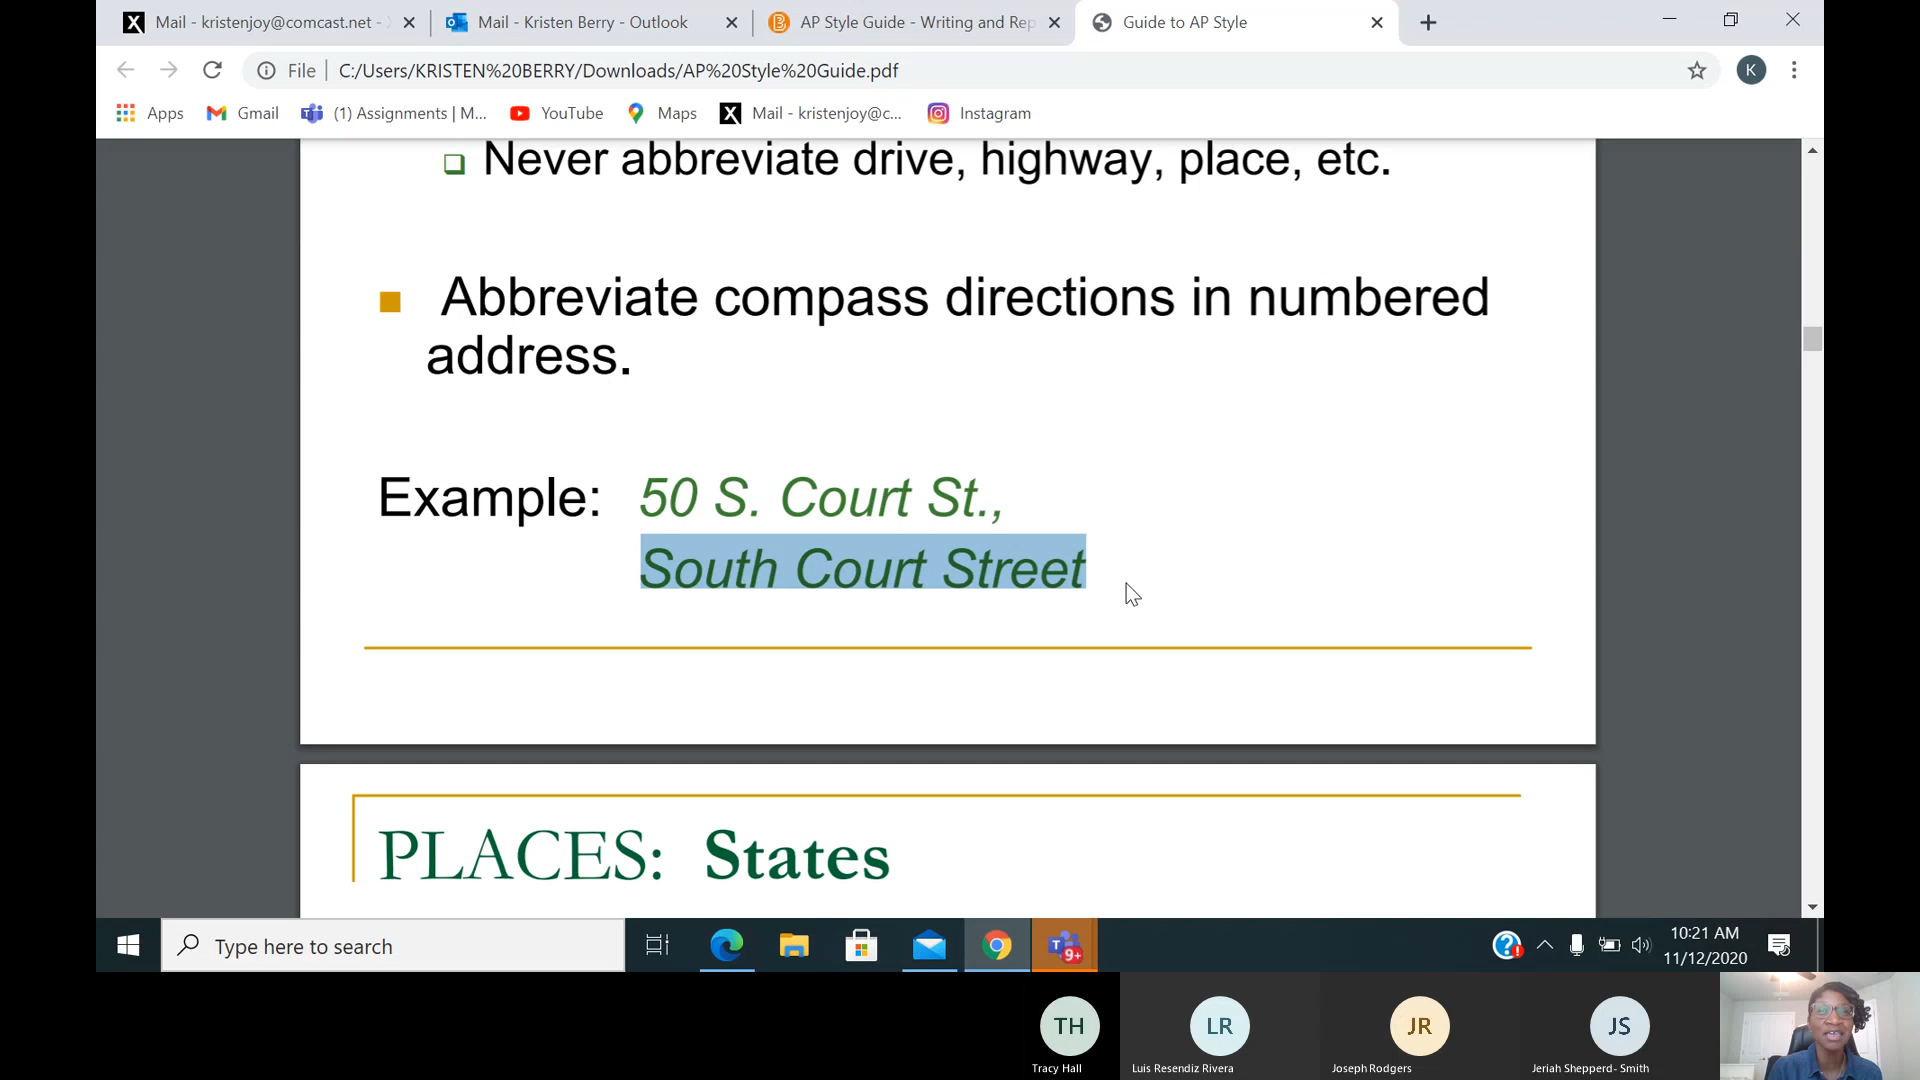 Mail - kristenjoy@comcast.net -
Mail - Kristen Berry - Outlook
AP Style Guide - Writing and Rep
Guide to AP Style
File
C:/Users/KRISTEN%20BERRY/Downloads/AP%20Style%20Guide.pdf
K
Apps
Gmail
(1) Assignments | M...
YouTube
Maps
Mail - kristenjoy@c...
Instagram
Never abbreviate drive, highway, place, etc.
Abbreviate compass directions in numbered
address.
Example: 50 S. Court St.,
South Court Street
PLACES: States
Type here to search
9+
10:21 AM
11/12/2020
TH
LR
JR
JS
Tracy Hall
Luis Resendiz Rivera
Joseph Rodgers
Jeriah Shepperd- Smith